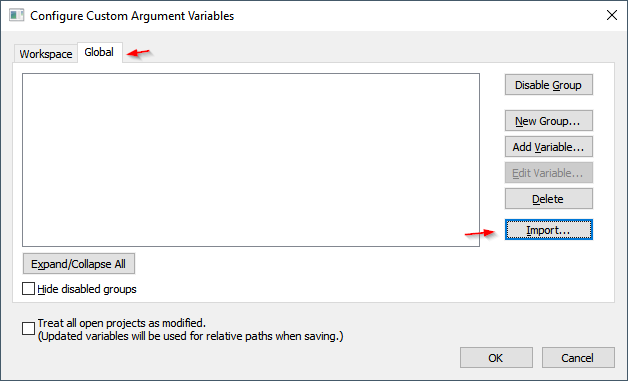 Configure Custom Argument Variables
Workspace
Global
Disable Group
New Group...
Add Variable...
Edit Variable...
Delete
Import...
Expand/Collapse All
Hide disabled groups
Treat all open projects as modified.
(Updated variables will be used for relative paths when saving.)
OK
Cancel